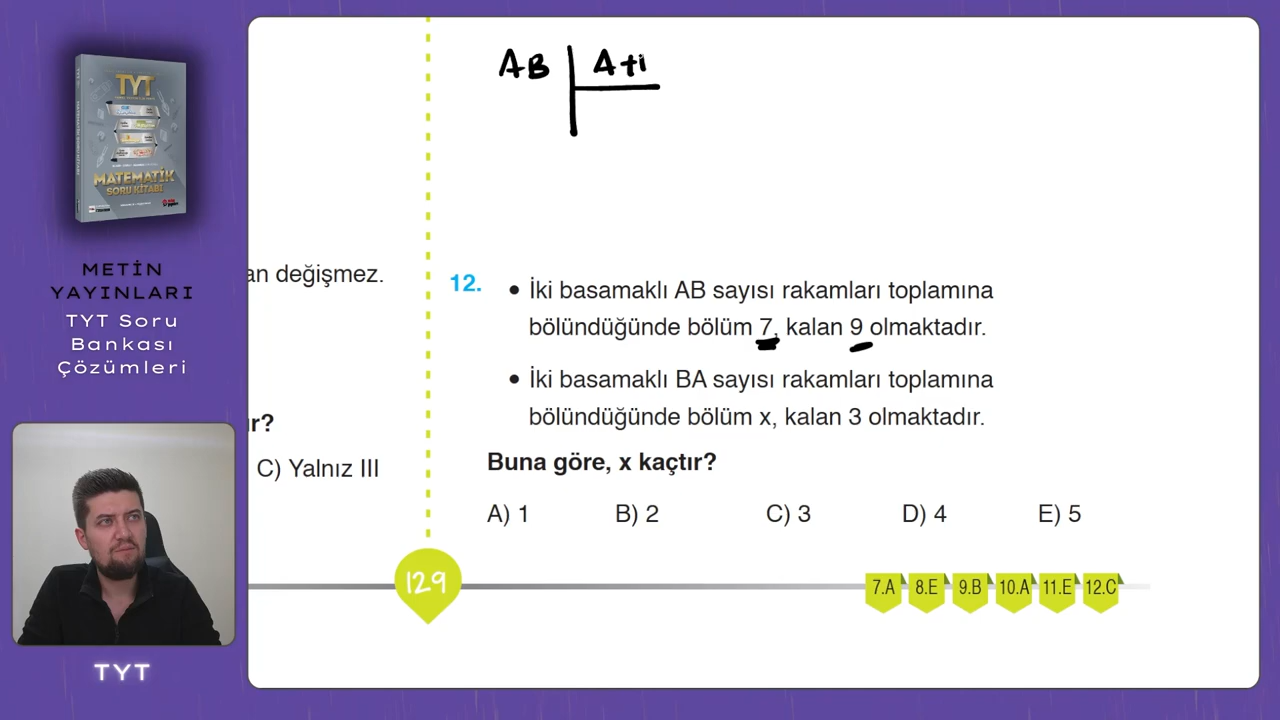 TYT
MATEMATİK
SORU KİTABI
METİN
YAYINLARI
TYT Soru
Bankası
Çözümleri
TYT
AB A+
an değişmez.
ır?
C) Yalnız III
12.
• İki basamaklı AB sayısı rakamları toplamına
bölündüğünde bölüm 7, kalan 9 olmaktadır.
• İki basamaklı BA sayısı rakamları toplamına
bölündüğünde bölüm x, kalan 3 olmaktadır.
Buna göre, x kaçtır?
A) 1 B) 2 C) 3 D) 4 E) 5
129
7.A 8.E 9.B 10.A 11.E 12.C